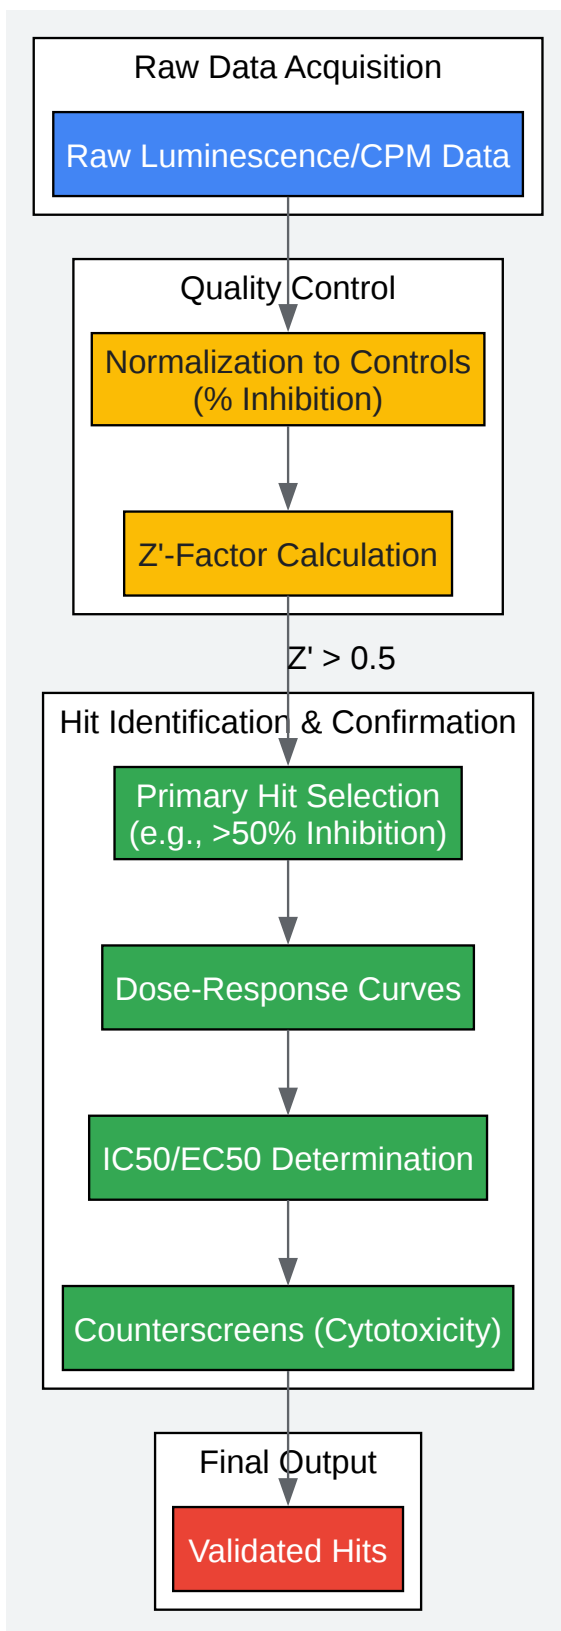 Raw Data Acquisition
Raw Luminescence/CPM Data
Quality Control
Normalization to Controls
(% Inhibition)
Z'-Factor Calculation
Z' > 0.5
Hit Identification & Confirmation
Primary Hit Selection
(e.g., >50% Inhibition)
Dose-Response Curves
IC50/EC50 Determination
Counterscreens (Cytotoxicity)
Final Output
Validated Hits